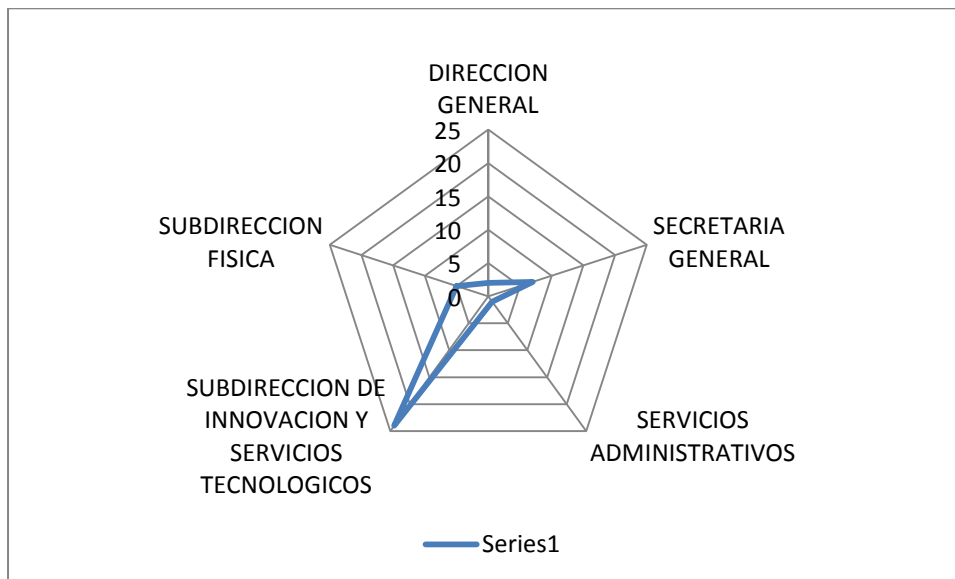 DIRECCION
GENERAL
25
20
15
10
5
0
SECRETARIA
GENERAL
SERVICIOS
ADMINISTRATIVOS
SUBDIRECCION DE
INNOVACION Y
SERVICIOS
TECNOLOGICOS
SUBDIRECCION
FISICA
Series1